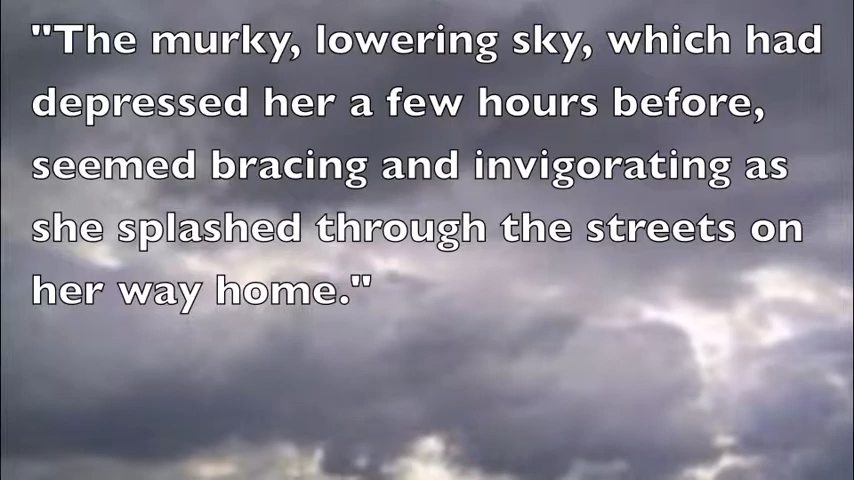 "The murky, lowering sky, which had
depressed her a few hours before,
seemed bracing and invigorating as
she splashed through the streets on
her way home."